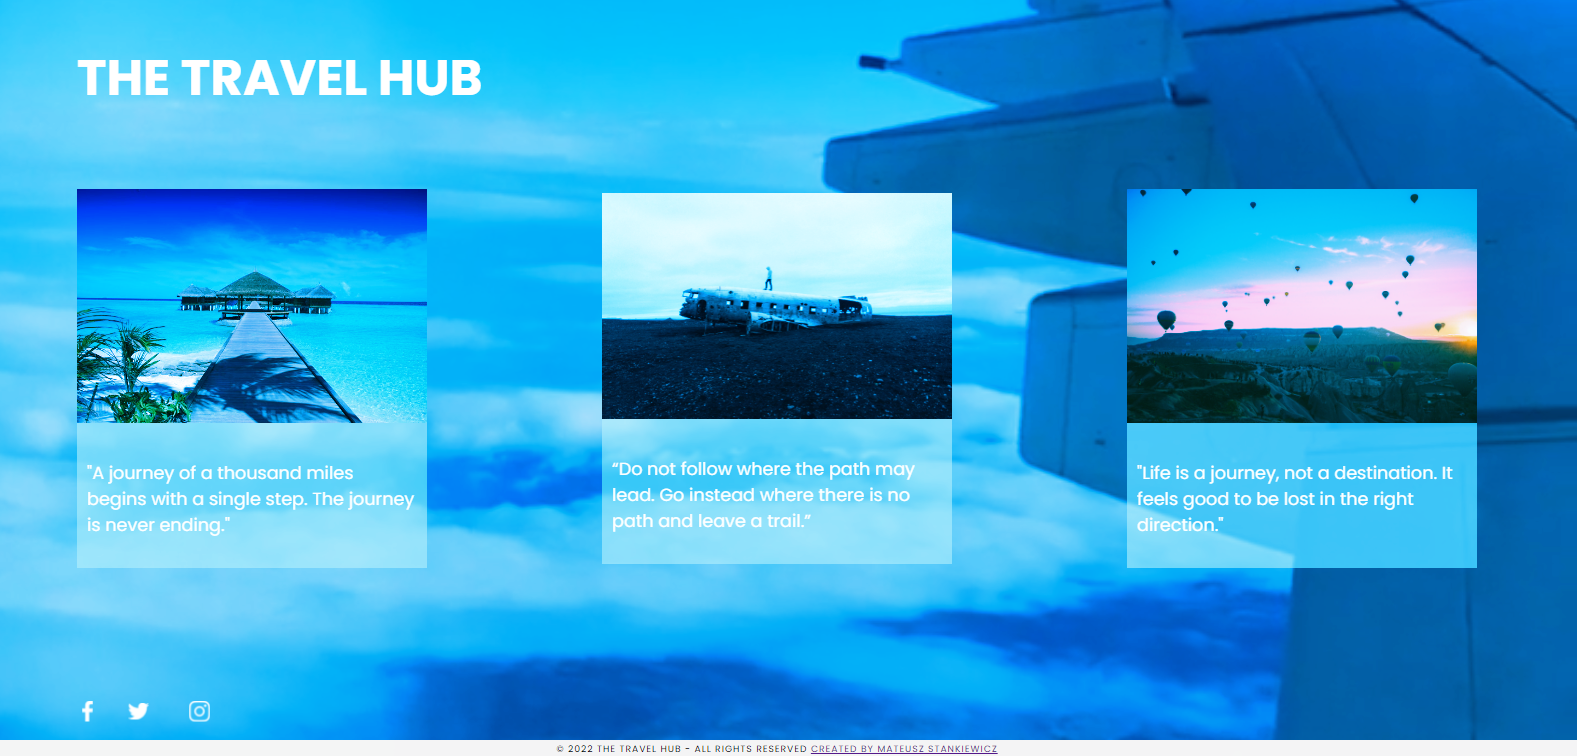 THE TRAVEL HUB
"A journey of a thousand miles
begins with a single step. The journey
is never ending."
“Do not follow where the path may
lead. Go instead where there is no
path and leave a trail.”
"Life is a journey, not a destination. It
feels good to be lost in the right
direction."
© 2022 THE TRAVEL HUB - ALL RIGHTS RESERVED CREATED BY MATEUSZ STANKIEWICZ